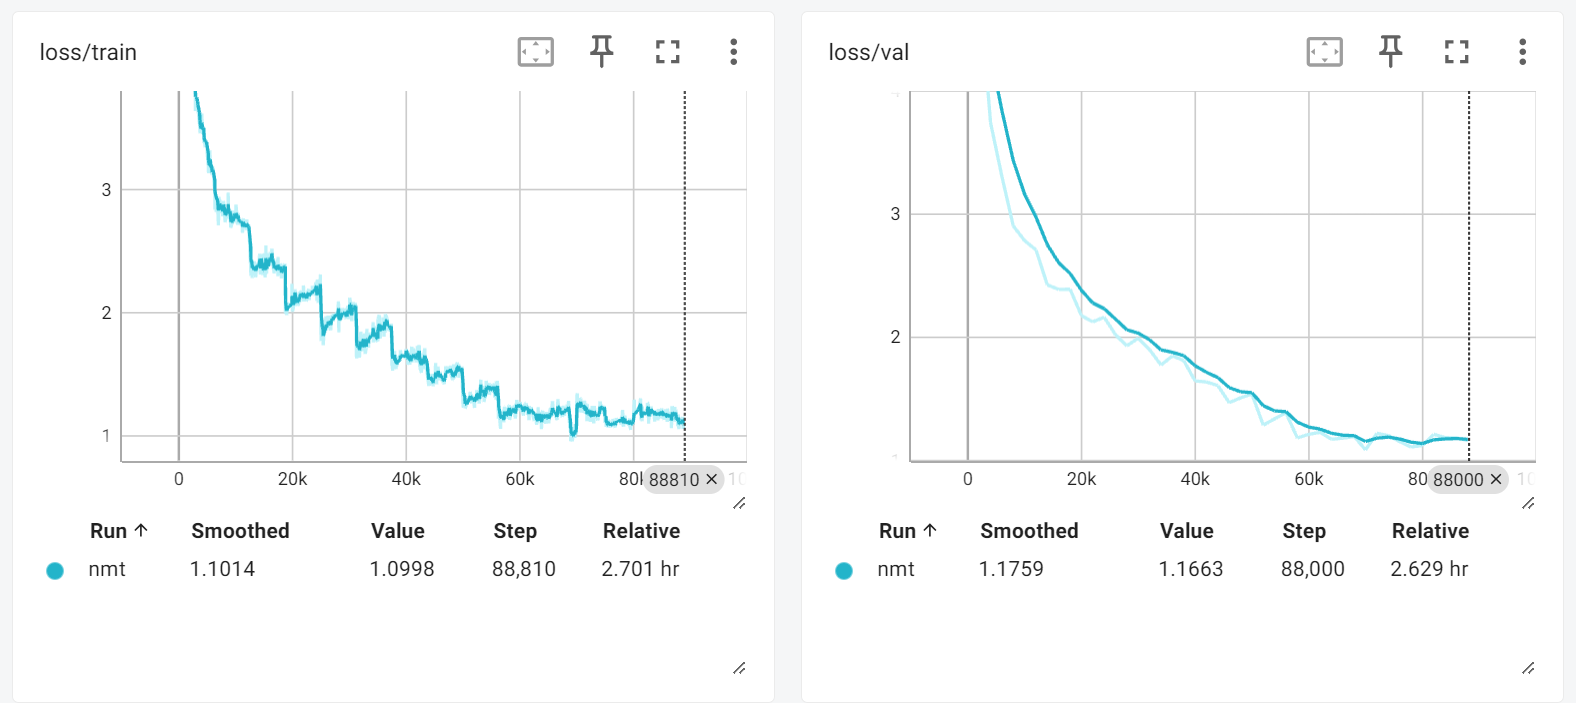 loss/train
3
2
1
0 20k 40k 60k 80k 88810 × 10
Run ↑ Smoothed Value Step Relative
nmt 1.1014 1.0998 88,810 2.701 hr
loss/val
3
2
0 20k 40k 60k 80 88000 × 10
Run ↑ Smoothed Value Step Relative
nmt 1.1759 1.1663 88,000 2.629 hr